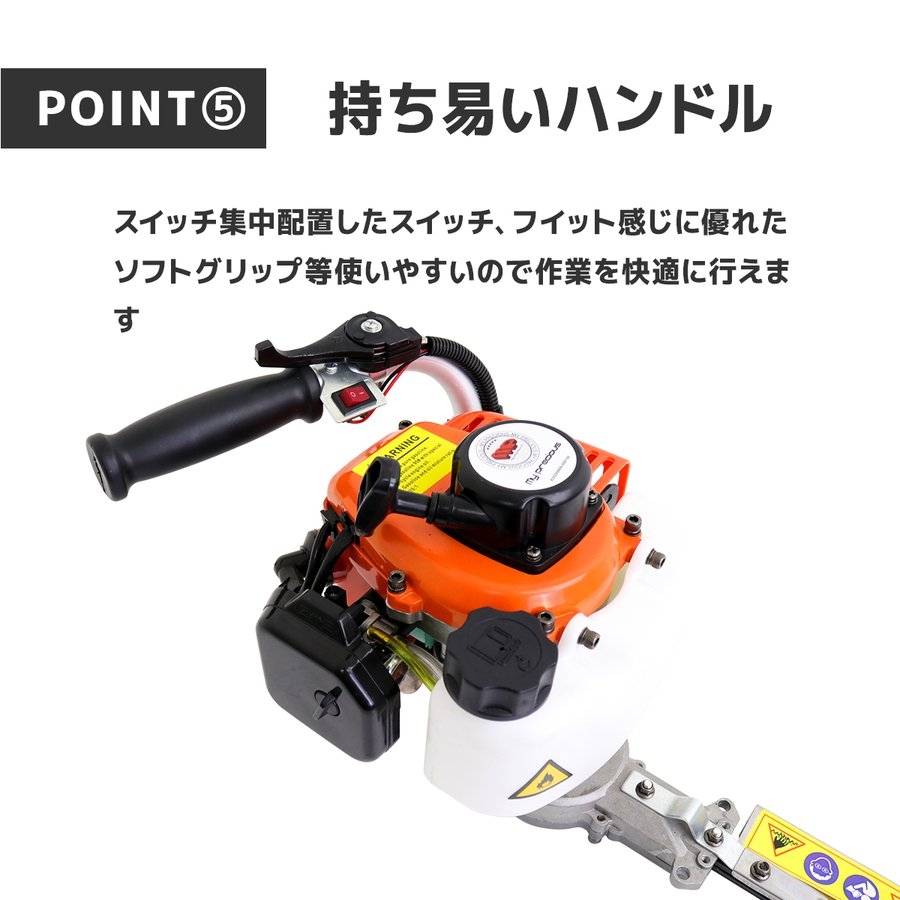 POINT⑤
持ち易いハンドル
スイッチ集中配置したスイッチ、フイット感じに優れた
ソフトグリップ等使いやすいので作業を快適に行えま
す
WARNING
my precious